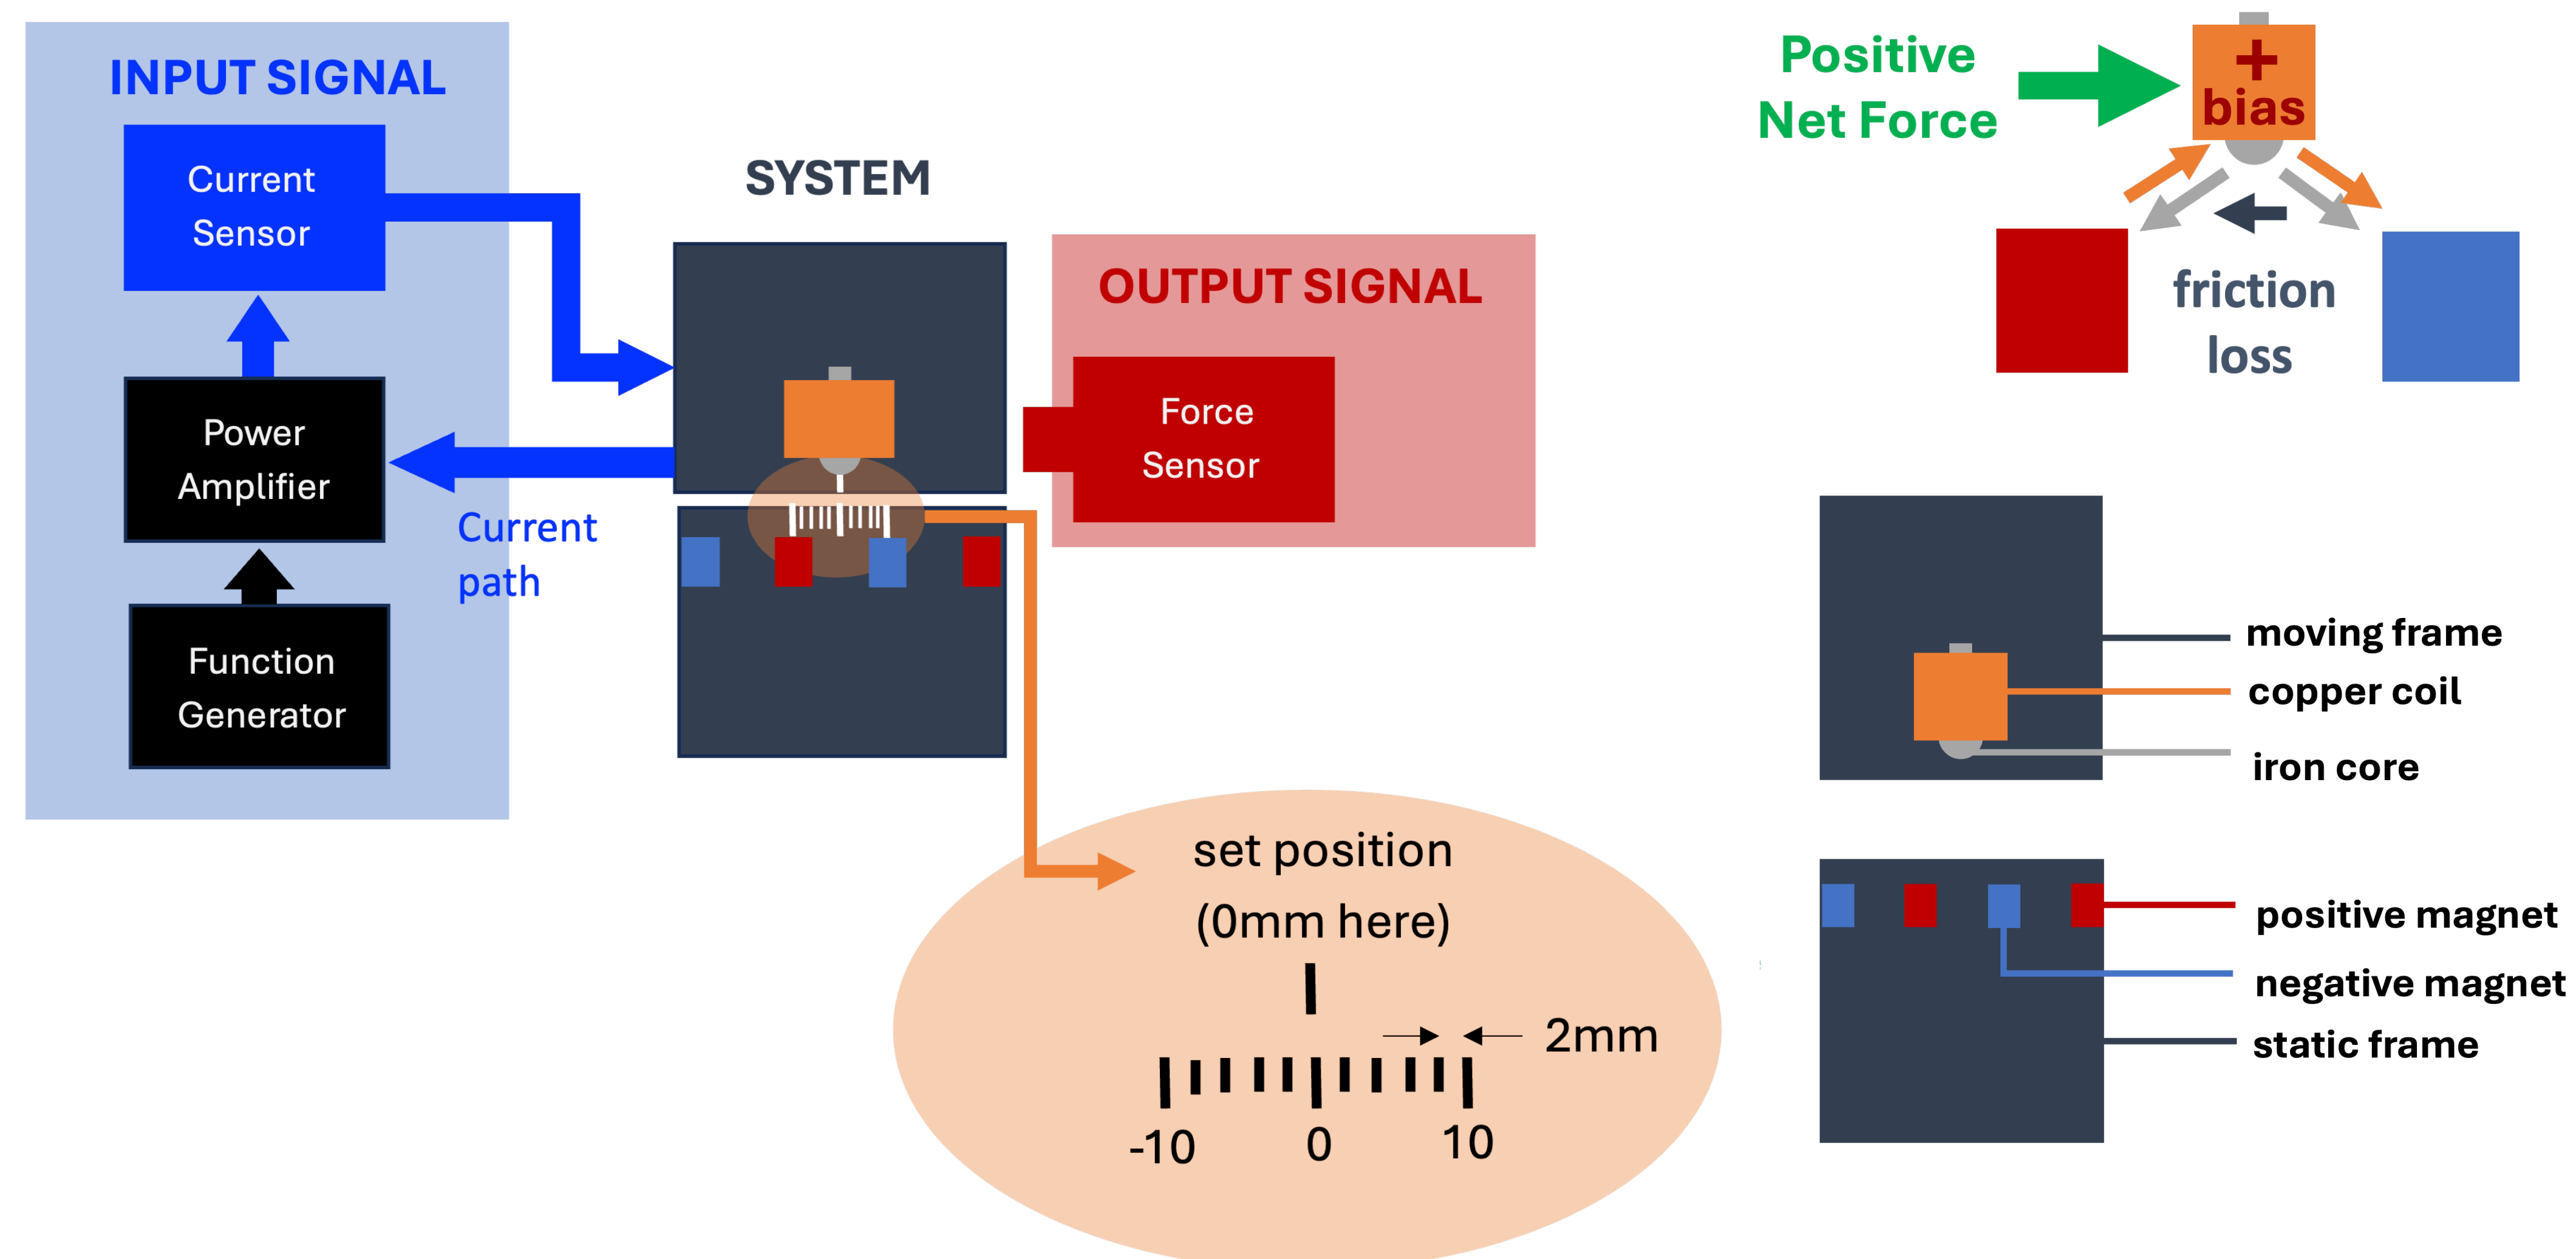 INPUT SIGNAL
Current
Sensor
Power
Amplifier
Function
Generator
Current
path
SYSTEM
OUTPUT SIGNAL
Force
Sensor
set position
(0mm here)
2mm
-10
0
10
Positive
Net Force
+
bias
friction
loss
moving frame
copper coil
iron core
positive magnet
negative magnet
static frame